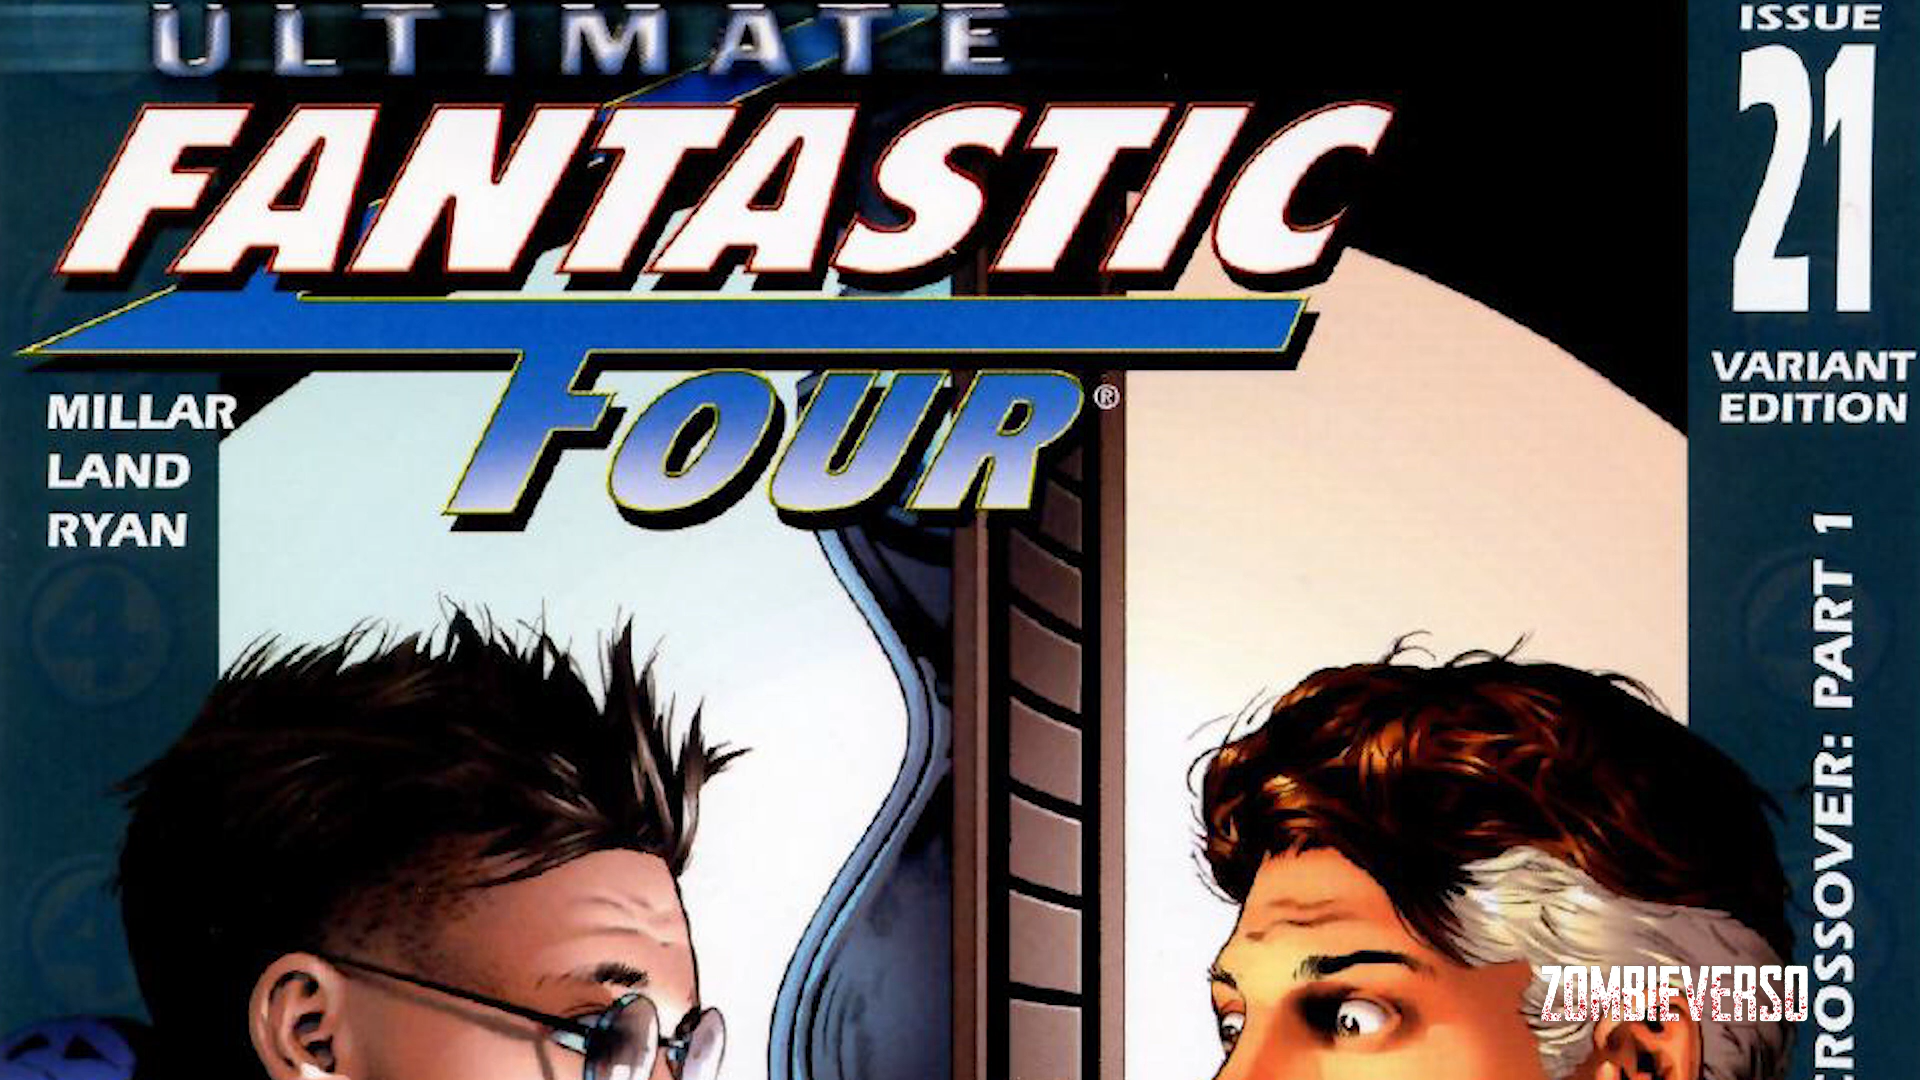 ULTIMATE
FANTASTIC
FOUR®
MILLAR
LAND
RYAN
ISSUE
21
VARIANT
EDITION
CROSSOVER: PART 1
ZOMBIEVERSO